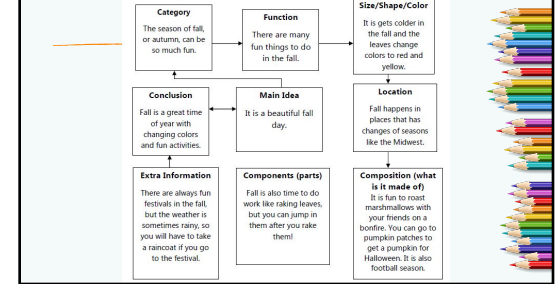 Category
The season of fall,
or autumn, can be
so much fun.
Function
There are many
fun things to do
in the fall.
Size/Shape/Color
It is gets colder in
the fall and the
leaves change
colors to red and
yellow.
Conclusion
Fall is a great time
of year with
changing colors
and fun activities.
Main Idea
It is a beautiful fall
day.
Location
Fall happens in
places that has
changes of seasons
like the Midwest.
Extra Information
There are always fun
festivals in the fall,
but the weather is
sometimes rainy, so
you will have to take
a raincoat if you go
to the festival.
Components (parts)
Fall is also time to do
work like raking leaves,
but you can jump in
them after you rake
them!
Composition (what
is it made of)
It is fun to roast
marshmallows with
your friends on a
bonfire. You can go to
pumpkin patches to
get a pumpkin for
Halloween. It is also
football season.